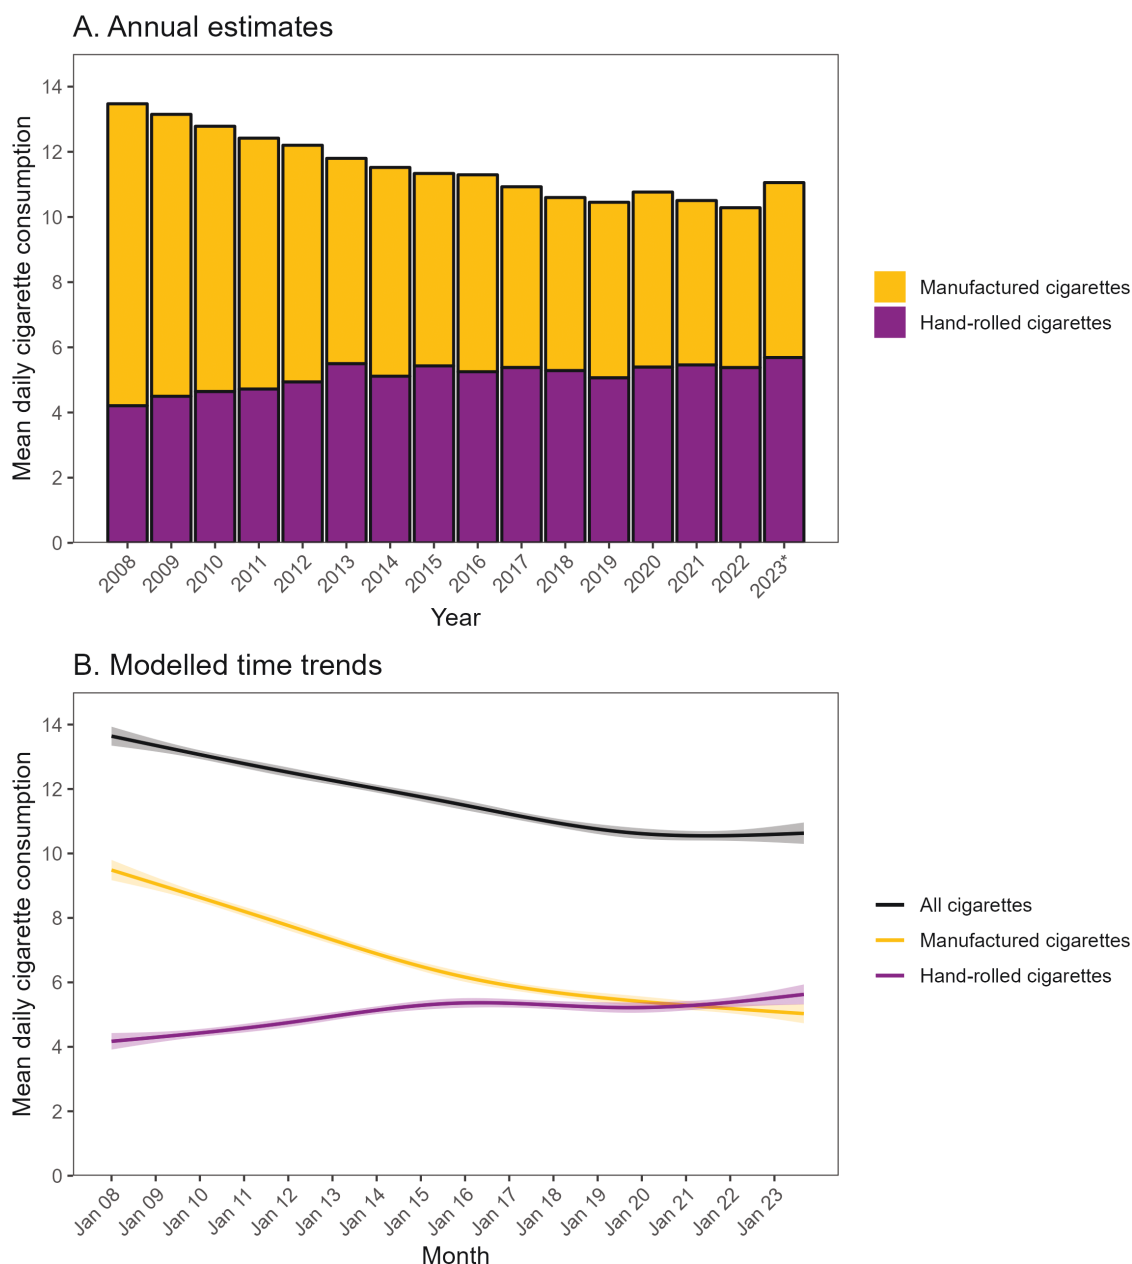 A. Annual estimates
Mean daily cigarette consumption
14
12
10
8
6
4
2
0
2008
2009
2010
2011
2012
2013
2014
2015
2016
2017
2018
2019
2020
2021
2022
2023*
Year
Manufactured cigarettes
Hand-rolled cigarettes
B. Modelled time trends
Mean daily cigarette consumption
14
12
10
8
6
4
2
0
Jan 08
Jan 09
Jan 10
Jan 11
Jan 12
Jan 13
Jan 14
Jan 15
Jan 16
Jan 17
Jan 18
Jan 19
Jan 20
Jan 21
Jan 22
Jan 23
Month
All cigarettes
Manufactured cigarettes
Hand-rolled cigarettes